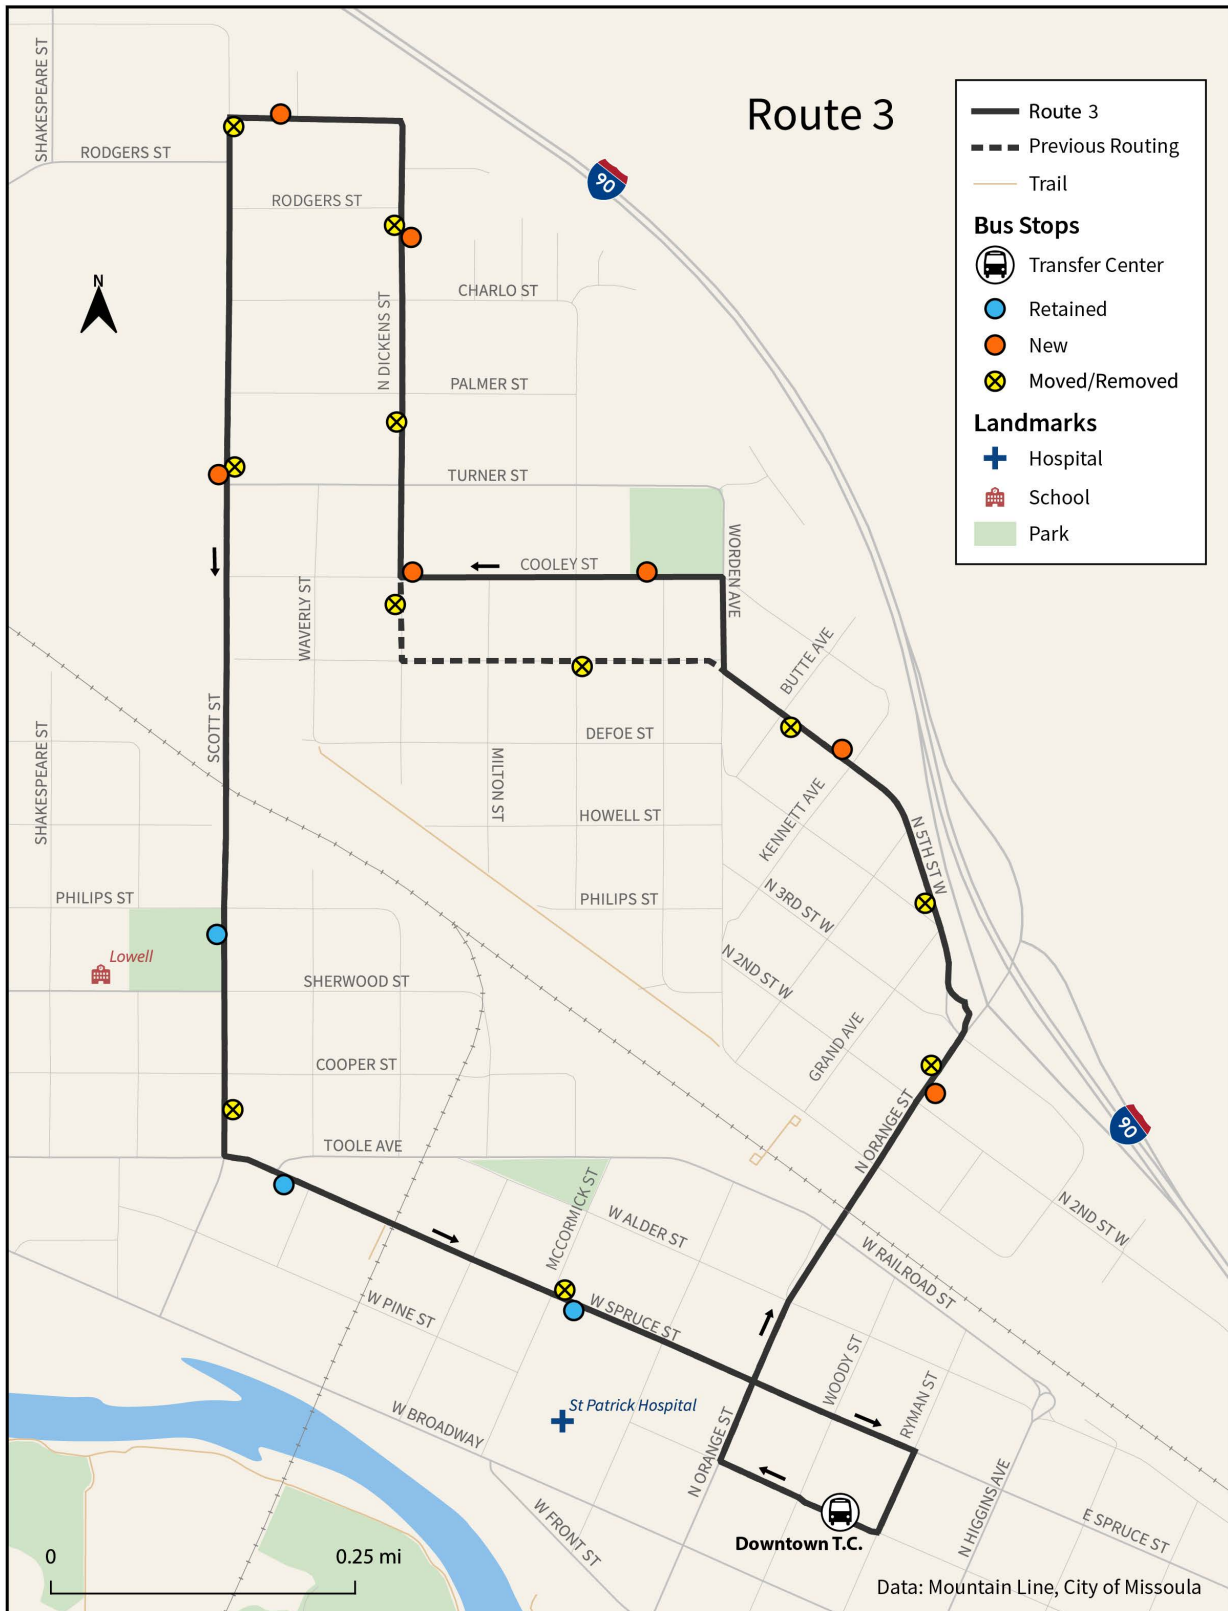 Route 3
Route 3
Previous Routing
Trail
Bus Stops
Transfer Center
Retained
New
Moved/Removed
Landmarks
Hospital
School
Park
SHAKESPEARE ST
RODGERS ST
RODGERS ST
90
N
CHARLO ST
N DICKENS ST
PALMER ST
TURNER ST
COOLEY ST
WORDEN AVE
WAVERLY ST
BUTTE AVE
SCOTT ST
SHAKESPEARE ST
DEFOE ST
MILTON ST
HOWELL ST
KENNETT AVE
N 5TH ST W
PHILIPS ST
PHILIPS ST
N 3RD ST W
Lowell
SHERWOOD ST
N 2ND ST W
GRAND AVE
COOPER ST
N ORANGE ST
90
TOOLE AVE
MCCORMICK ST
W ALDER ST
N 2ND ST W
W RAILROAD ST
W PINE ST
W SPRUCE ST
WOODY ST
RYMAN ST
St Patrick Hospital
W BROADWAY
N ORANGE ST
N HIGGINS AVE
W FRONT ST
E SPRUCE ST
Downtown T.C.
0
0.25 mi
Data: Mountain Line, City of Missoula